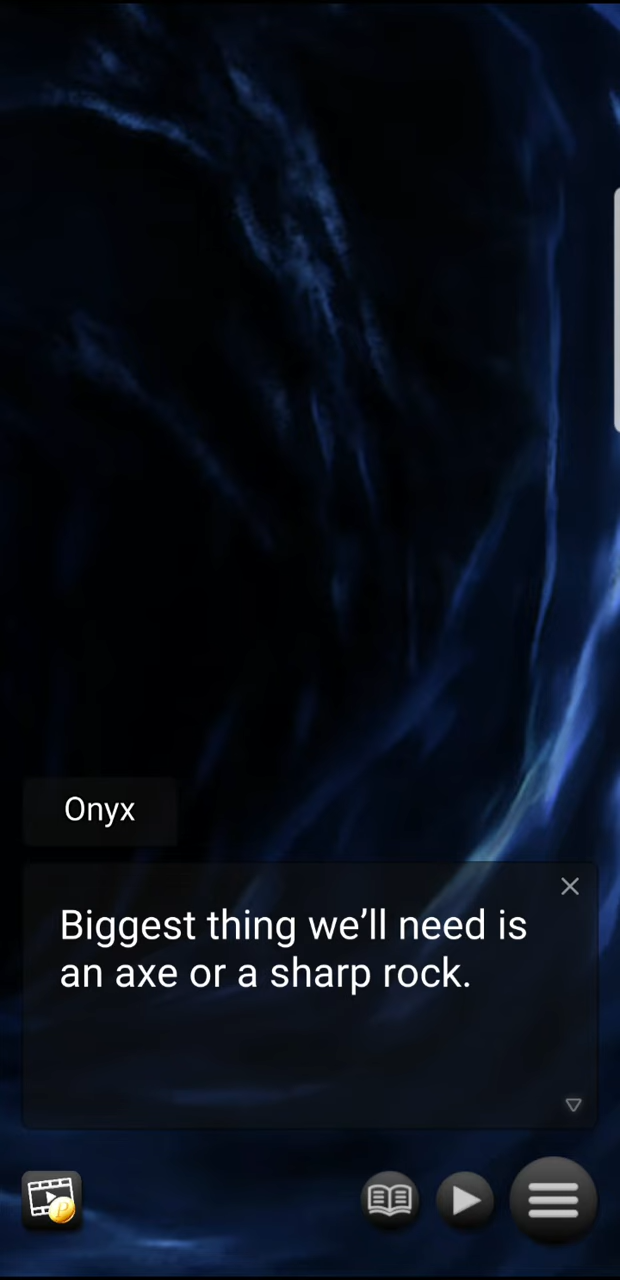 Onyx
Biggest thing we’ll need is
an axe or a sharp rock.